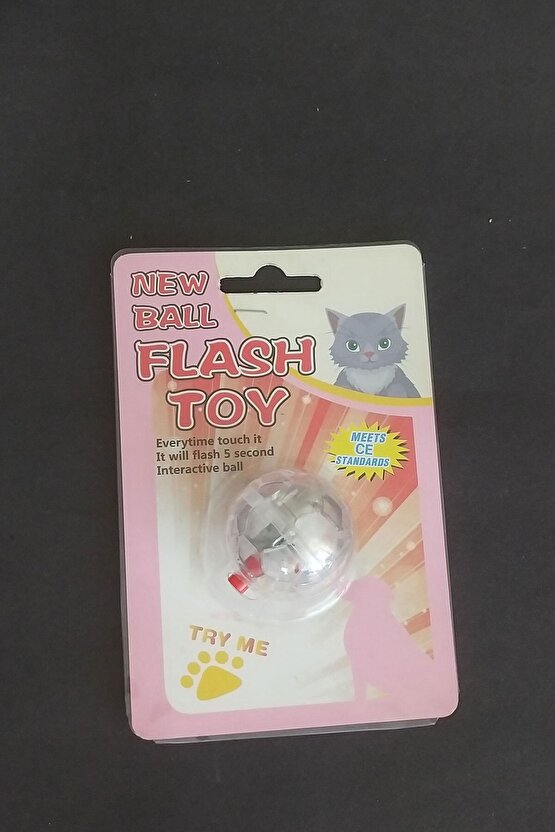 NEW
BALL
FLASH
TOY
Everytime touch it
It will flash 5 second
Interactive ball
MEETS
CE
STANDARDS
TRY ME